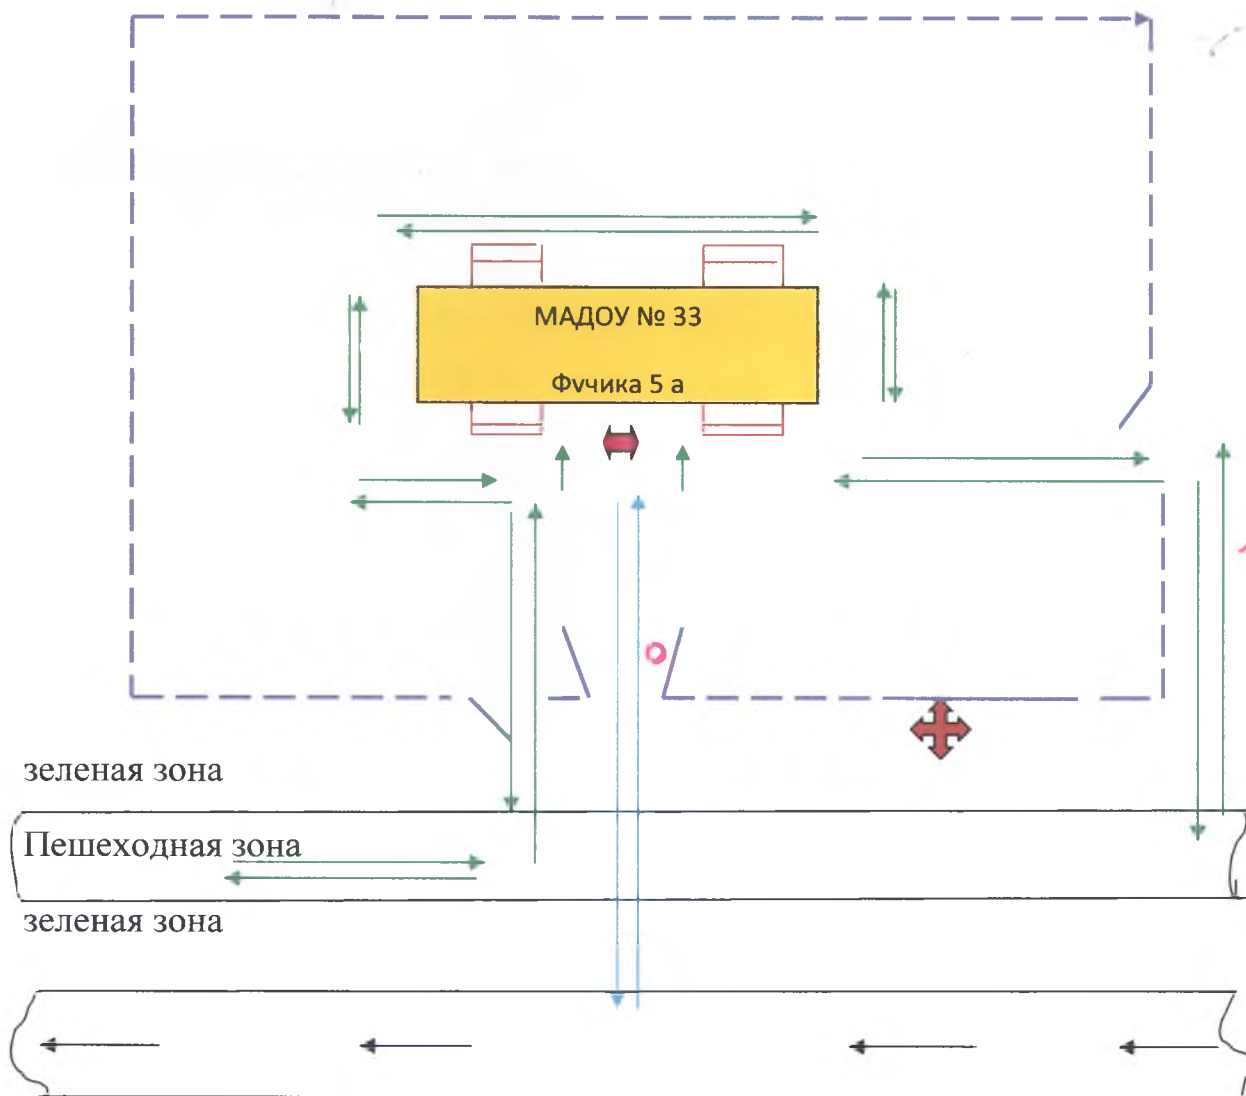 МАДОУ № 33
Фучика 5 а
зеленая зона
Пешеходная зона
зеленая зона